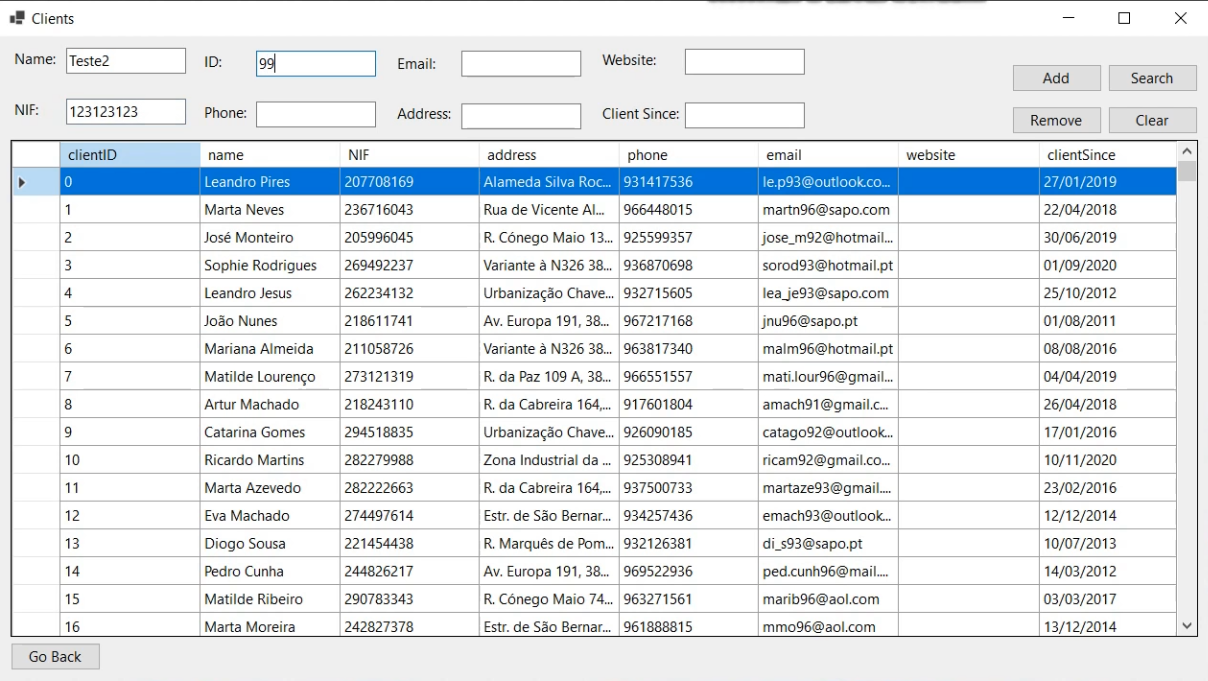 Clients
Name: Teste2 ID: 99 Email: Website:
Add Search
NIF: 123123123 Phone: Address: Client Since:
Remove Clear
clientID name NIF address phone email website clientSince
0 Leandro Pires 207708169 Alameda Silva Roc... 931417536 le.p93@outlook.co... 27/01/2019
1 Marta Neves 236716043 Rua de Vicente Al... 966448015 martn96@sapo.com 22/04/2018
2 José Monteiro 205996045 R. Cónego Maio 13... 925599357 jose_m92@hotmail... 30/06/2019
3 Sophie Rodrigues 269492237 Variante à N326 38... 936870698 sorod93@hotmail.pt 01/09/2020
4 Leandro Jesus 262234132 Urbanização Chave... 932715605 lea_je93@sapo.com 25/10/2012
5 João Nunes 218611741 Av. Europa 191, 38... 967217168 jnu96@sapo.pt 01/08/2011
6 Mariana Almeida 211058726 Variante à N326 38... 963817340 malm96@hotmail.pt 08/08/2016
7 Matilde Lourenço 273121319 R. da Paz 109 A, 38... 966551557 mati.lour96@gmail... 04/04/2019
8 Artur Machado 218243110 R. da Cabreira 164,... 917601804 amach91@gmail.c... 26/04/2018
9 Catarina Gomes 294518835 Urbanização Chave... 926090185 catago92@outlook... 17/01/2016
10 Ricardo Martins 282279988 Zona Industrial da ... 925308941 ricam92@gmail.co... 10/11/2020
11 Marta Azevedo 282222663 R. da Cabreira 164,... 937500733 martaze93@gmail.... 23/02/2016
12 Eva Machado 274497614 Estr. de São Bernar... 934257436 emach93@outlook... 12/12/2014
13 Diogo Sousa 221454438 R. Marquês de Pom... 932126381 di_s93@sapo.pt 10/07/2013
14 Pedro Cunha 244826217 Av. Europa 191, 38... 969522936 ped.cunh96@mail.... 14/03/2012
15 Matilde Ribeiro 290783343 R. Cónego Maio 74... 963271561 marib96@aol.com 03/03/2017
16 Marta Moreira 242827378 Estr. de São Bernar... 961888815 mmo96@aol.com 13/12/2014
Go Back